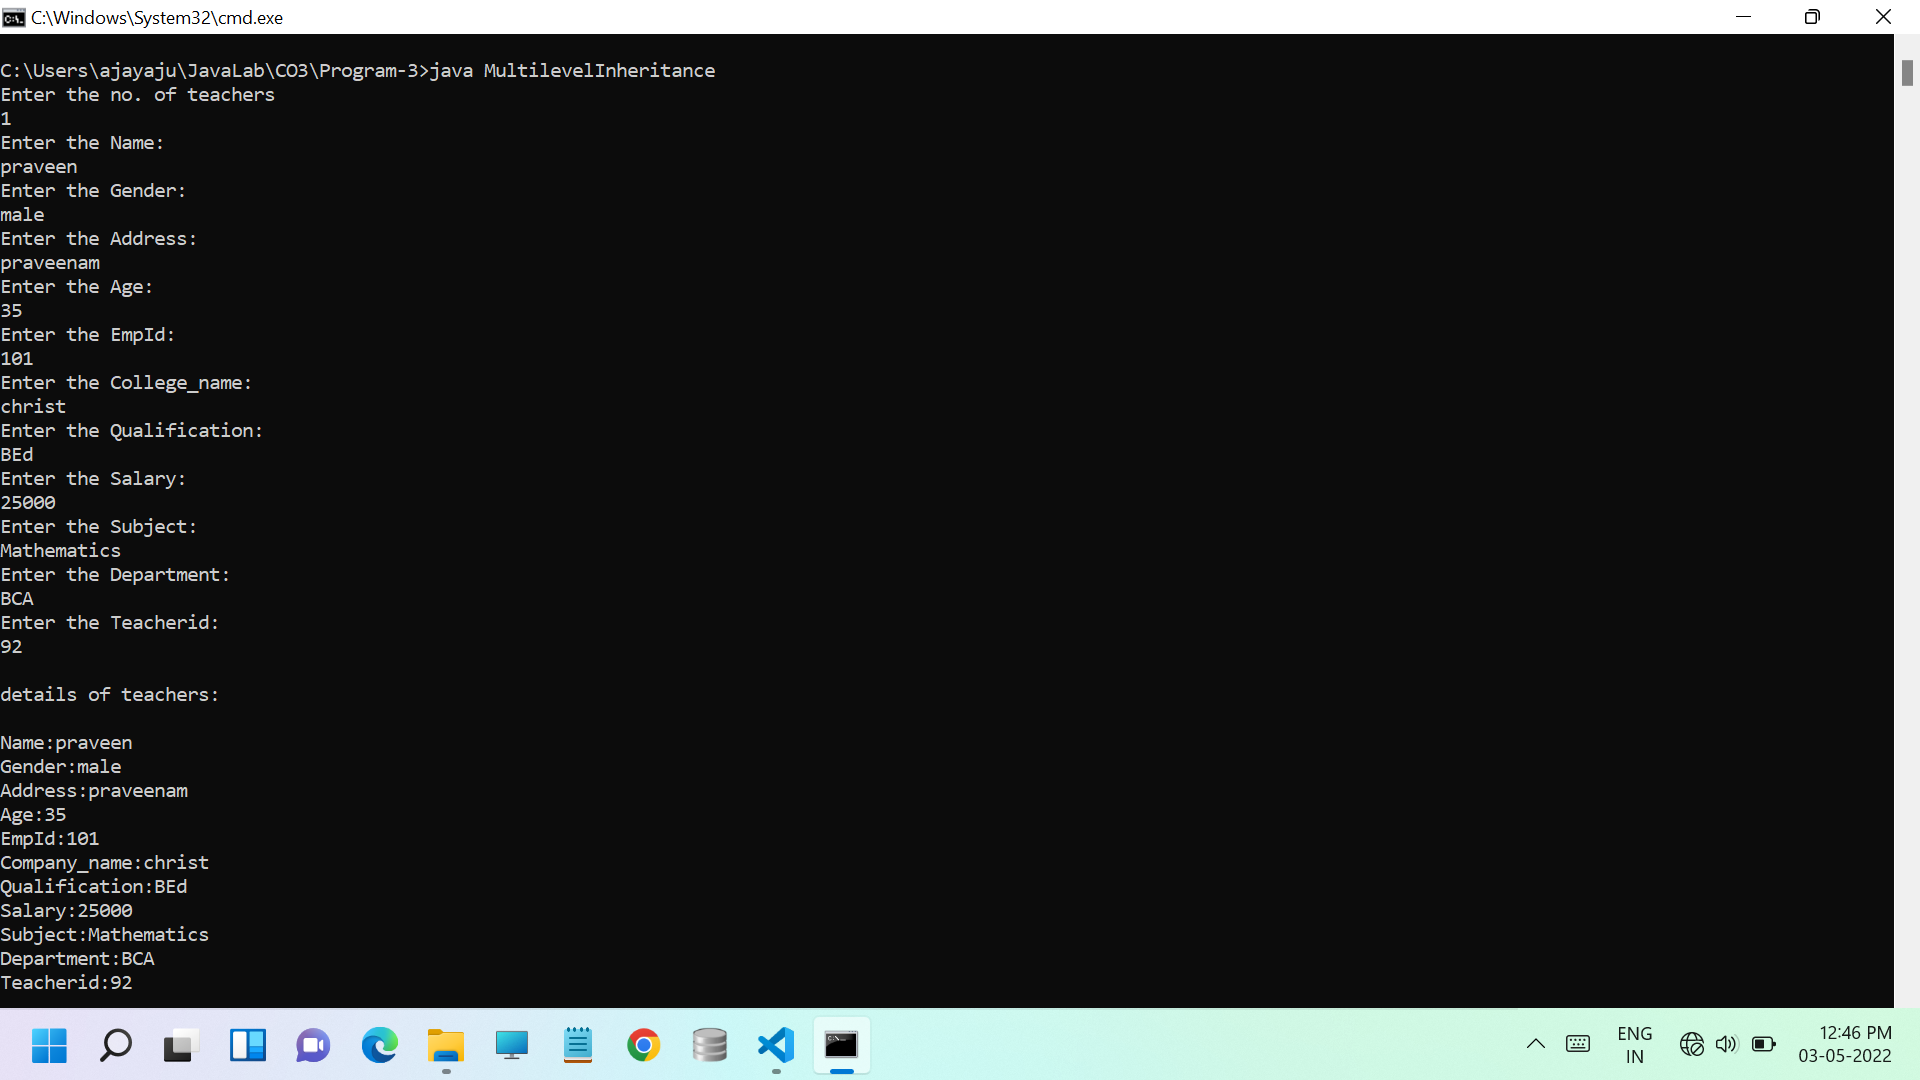 C:\Windows\System32\cmd.exe
C:\Users\ajayaju\JavaLab\CO3\Program-3>java MultilevelInheritance
Enter the no. of teachers
1
Enter the Name:
praveen
Enter the Gender:
male
Enter the Address:
praveenam
Enter the Age:
35
Enter the EmpId:
101
Enter the College_name:
christ
Enter the Qualification:
BEd
Enter the Salary:
25000
Enter the Subject:
Mathematics
Enter the Department:
BCA
Enter the Teacherid:
92
details of teachers:
Name:praveen
Gender:male
Address:praveenam
Age:35
EmpId:101
Company_name:christ
Qualification:BEd
Salary:25000
Subject:Mathematics
Department:BCA
Teacherid:92
ENG
IN
12:46 PM
03-05-2022